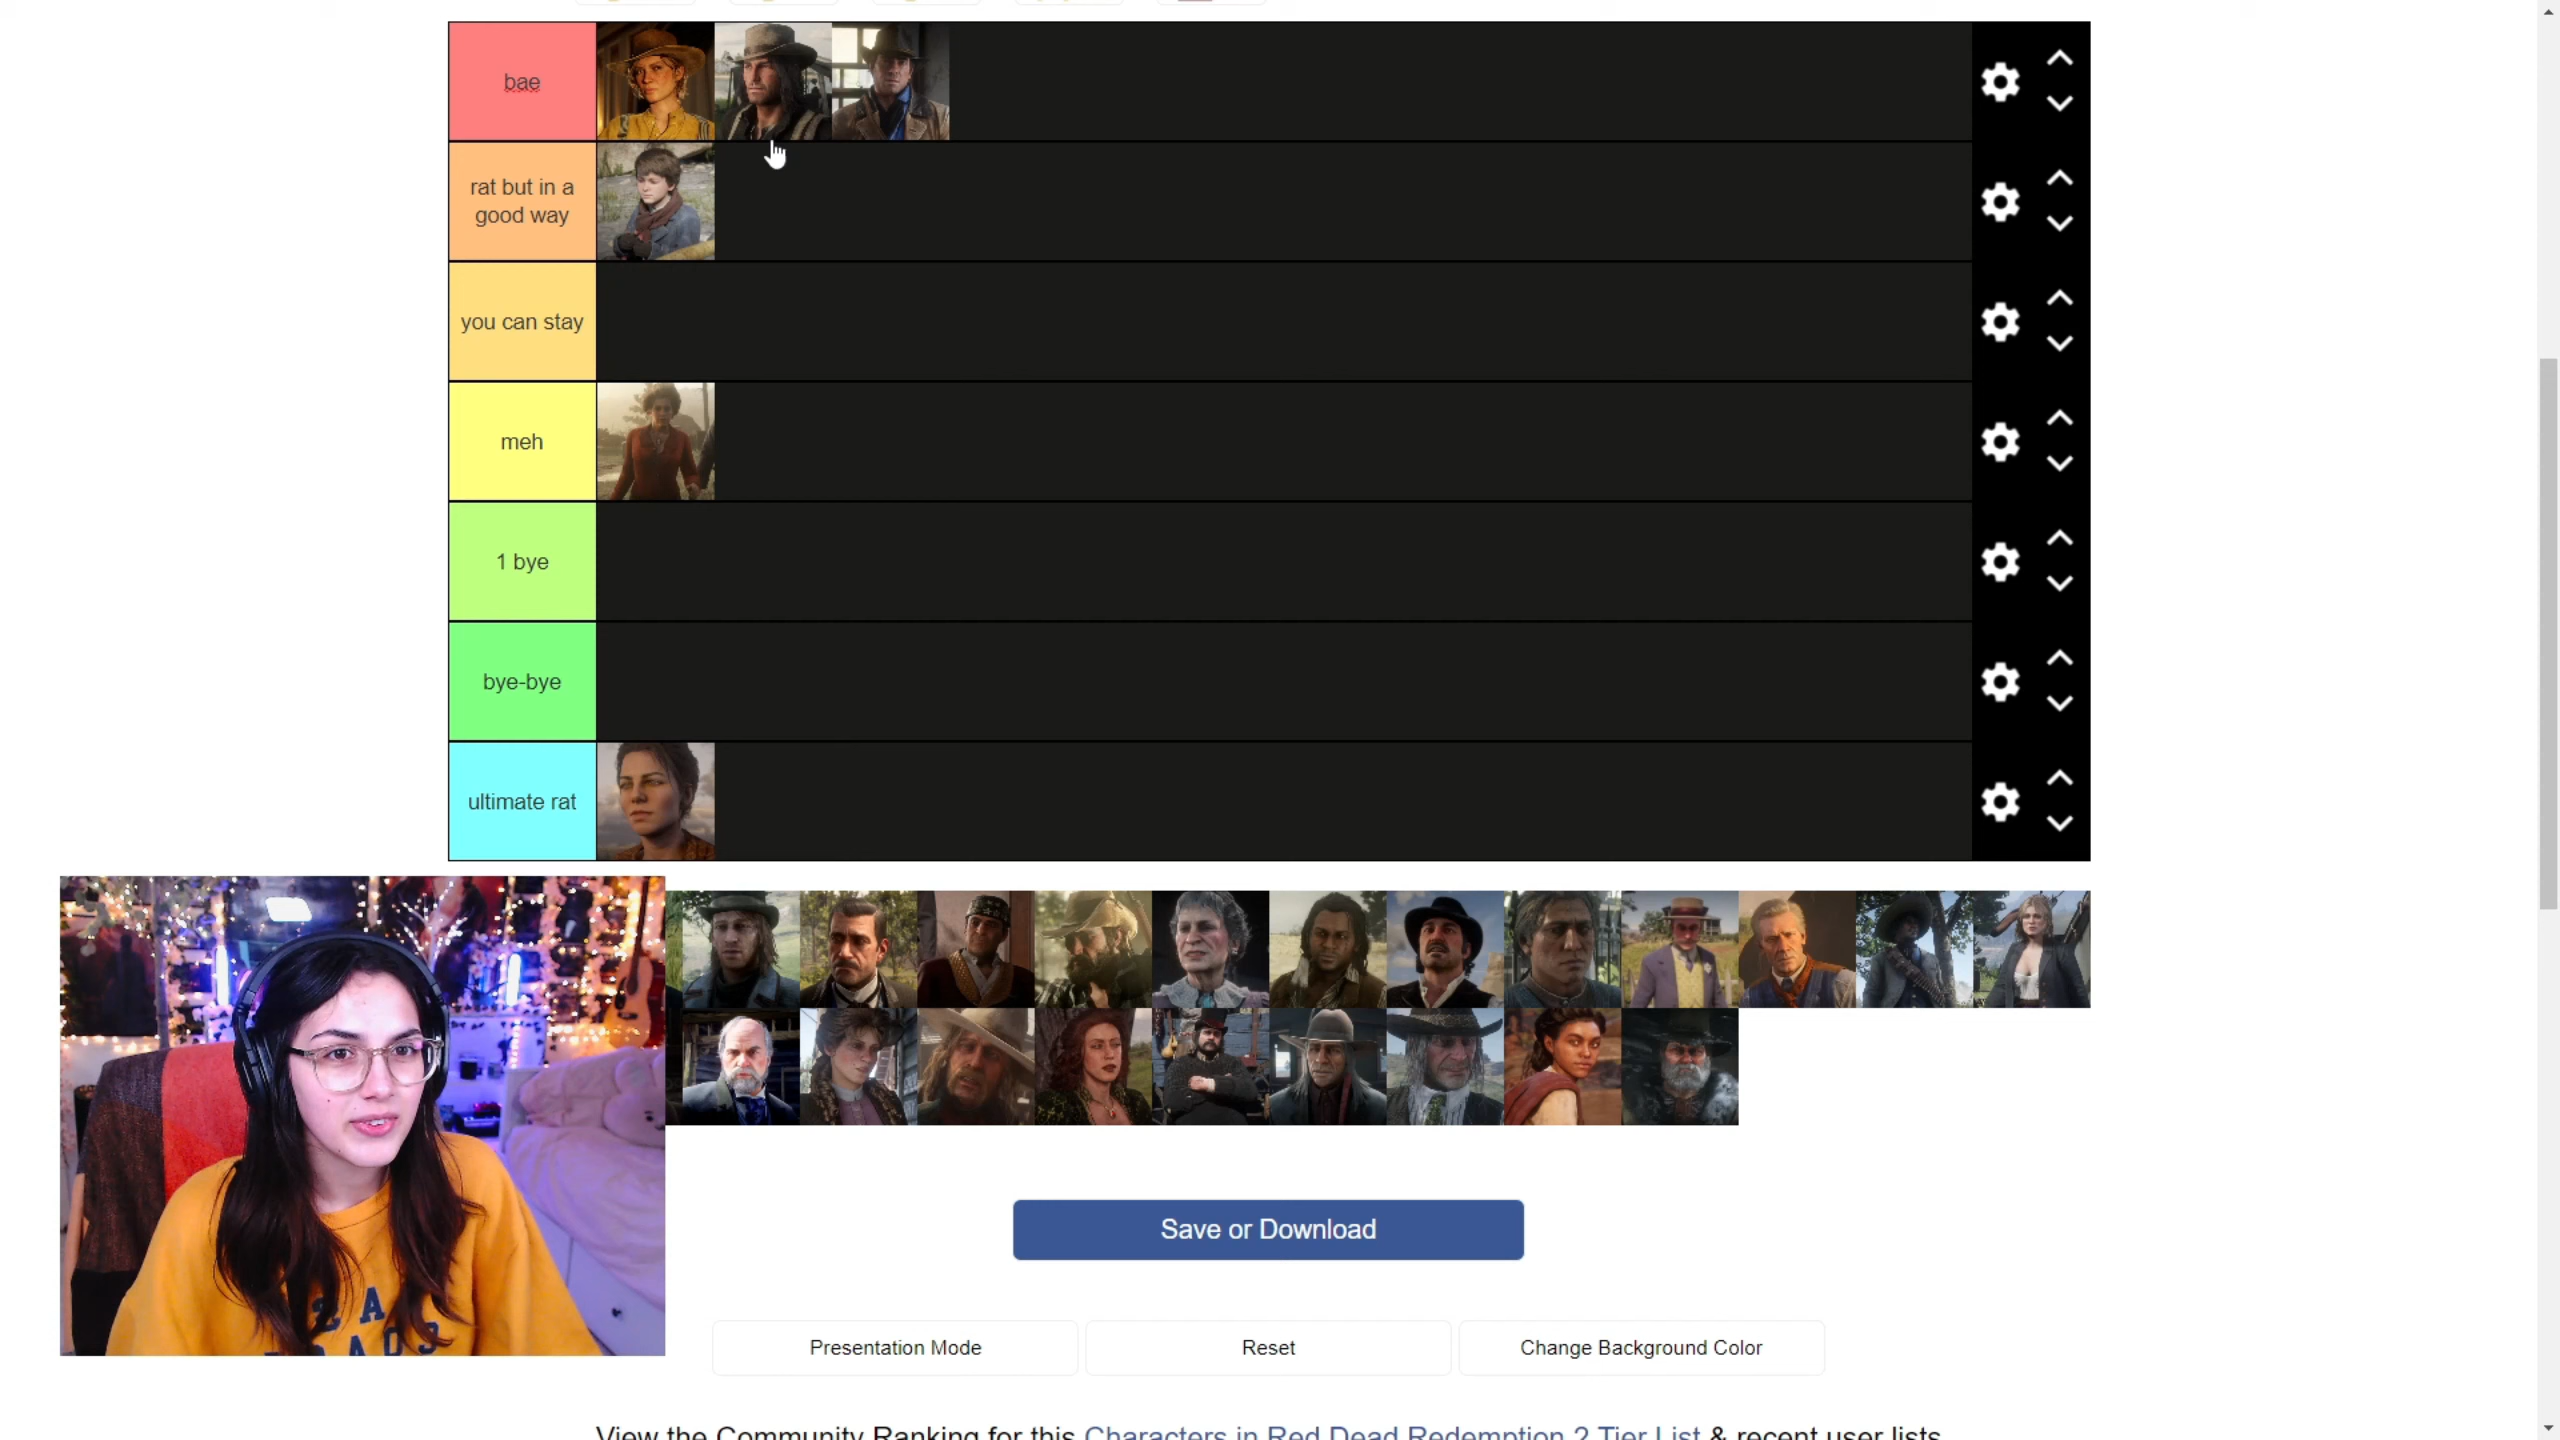 bae
rat but in a
good way
you can stay
meh
1 bye
bye-bye
ultimate rat
Save or Download
Presentation Mode
Reset
Change Background Color
View the Community Ranking for this Characters in Red Dead Redemption 2 Tier List & recent user lists